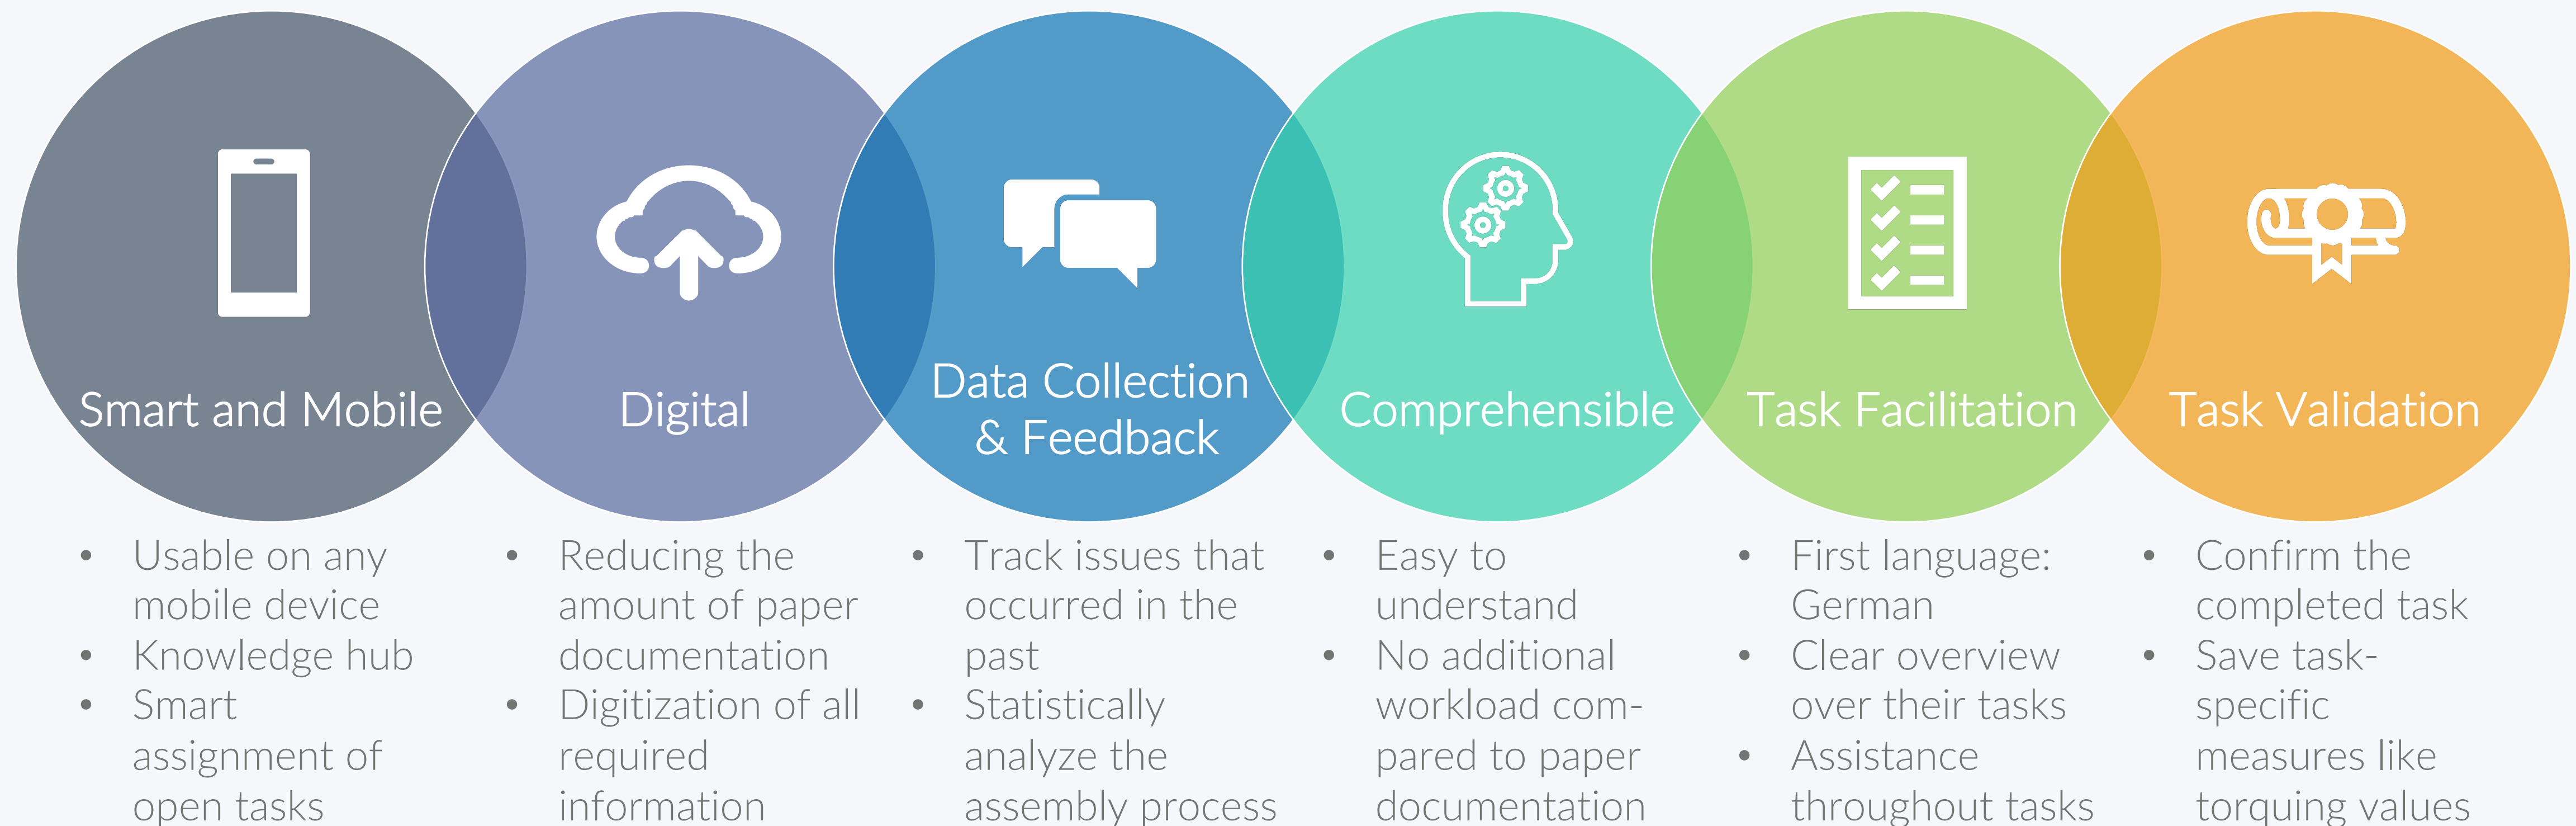 Smart and Mobile
Digital
Data Collection
& Feedback
Comprehensible
Task Facilitation
Task Validation
• Usable on any
mobile device
• Knowledge hub
• Smart
assignment of
open tasks
• Reducing the
amount of paper
documentation
• Digitization of all
required
information
• Track issues that
occurred in the
past
• Statistically
analyze the
assembly process
• Easy to
understand
• No additional
workload com-
pared to paper
documentation
• First language:
German
• Clear overview
over their tasks
• Assistance
throughout tasks
• Confirm the
completed task
• Save task-
specific
measures like
torquing values